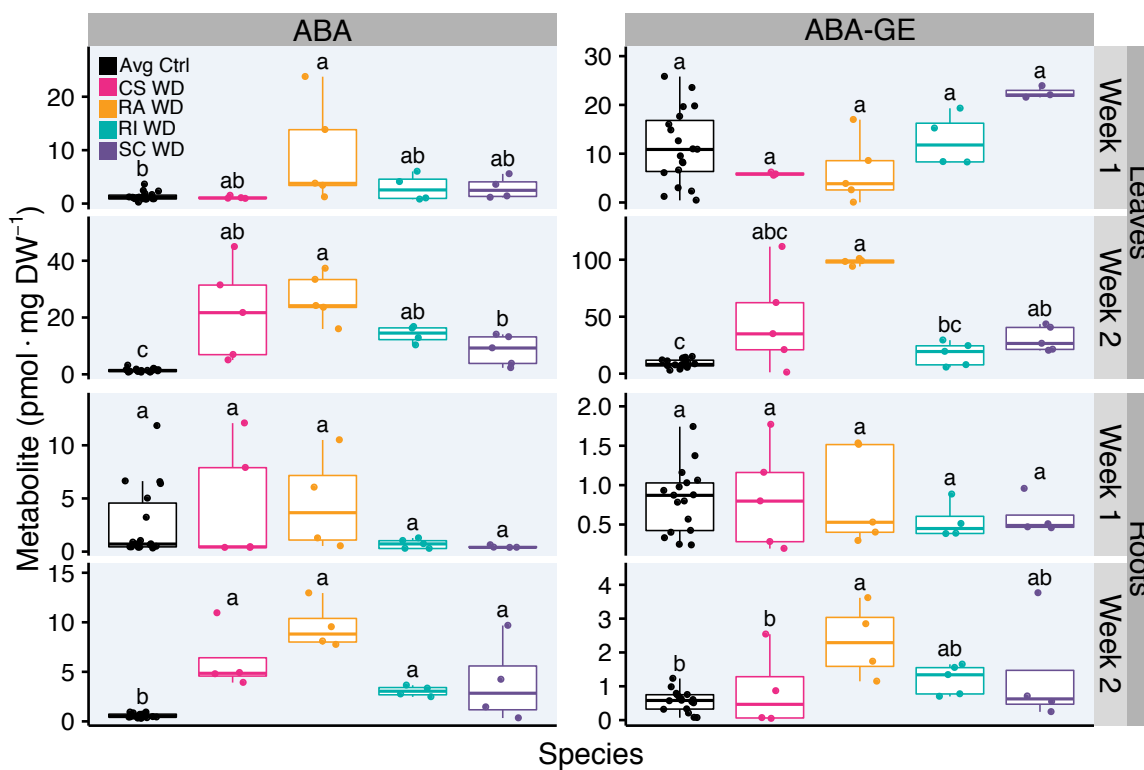 ABA
ABA-GE
Avg Ctrl
CS WD
RA WD
RI WD
SC WD
20
10
0
b
ab
a
ab
ab
30
20
10
0
a
a
a
a
a
Week 1
Leaves
40
20
0
c
ab
a
ab
b
100
50
0
c
abc
a
bc
ab
Week 2
Metabolite (pmol · mg DW⁻¹)
10
5
0
a
a
a
a
a
2.0
1.5
1.0
0.5
a
a
a
a
a
Week 1
Roots
15
10
5
0
b
a
a
a
a
4
3
2
1
0
b
b
a
ab
ab
Week 2
Species